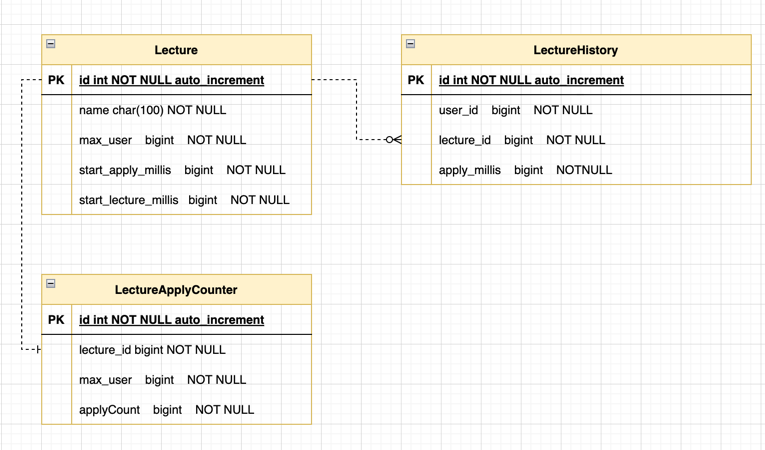 Lecture
PK id int NOT NULL auto_increment
name char(100) NOT NULL
max_user bigint NOT NULL
start_apply_millis bigint NOT NULL
start_lecture_millis bigint NOT NULL
LectureHistory
PK id int NOT NULL auto_increment
user_id bigint NOT NULL
lecture_id bigint NOT NULL
apply_millis bigint NOTNULL
LectureApplyCounter
PK id int NOT NULL auto_increment
lecture_id bigint NOT NULL
max_user bigint NOT NULL
applyCount bigint NOT NULL